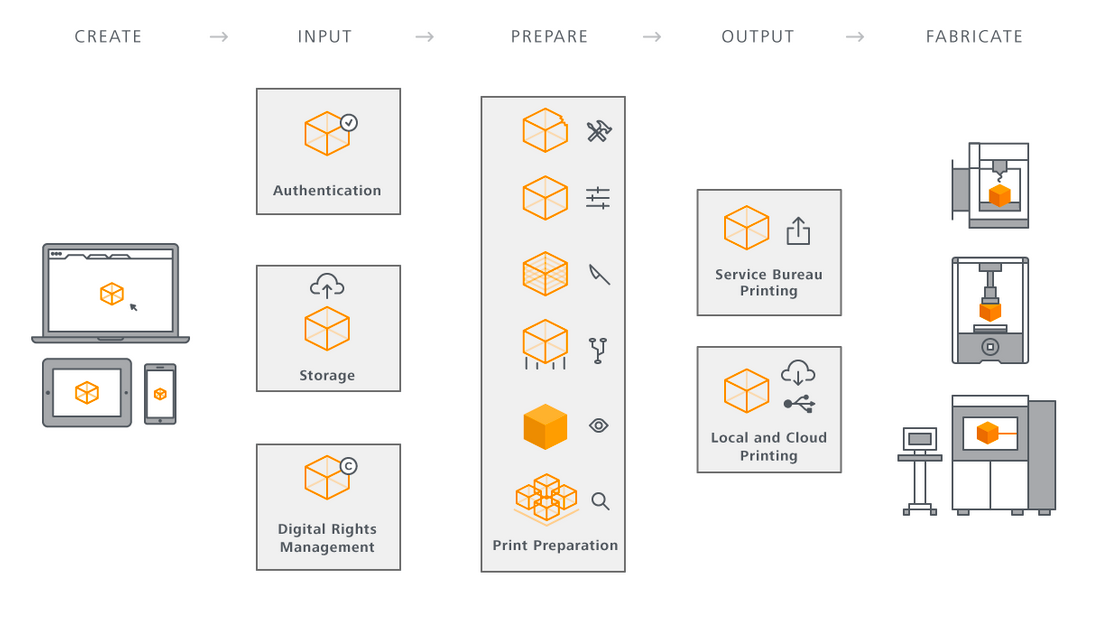 CREATE → INPUT → PREPARE → OUTPUT → FABRICATE
Authentication
Storage
Digital Rights
Management
Print Preparation
Service Bureau
Printing
Local and Cloud
Printing